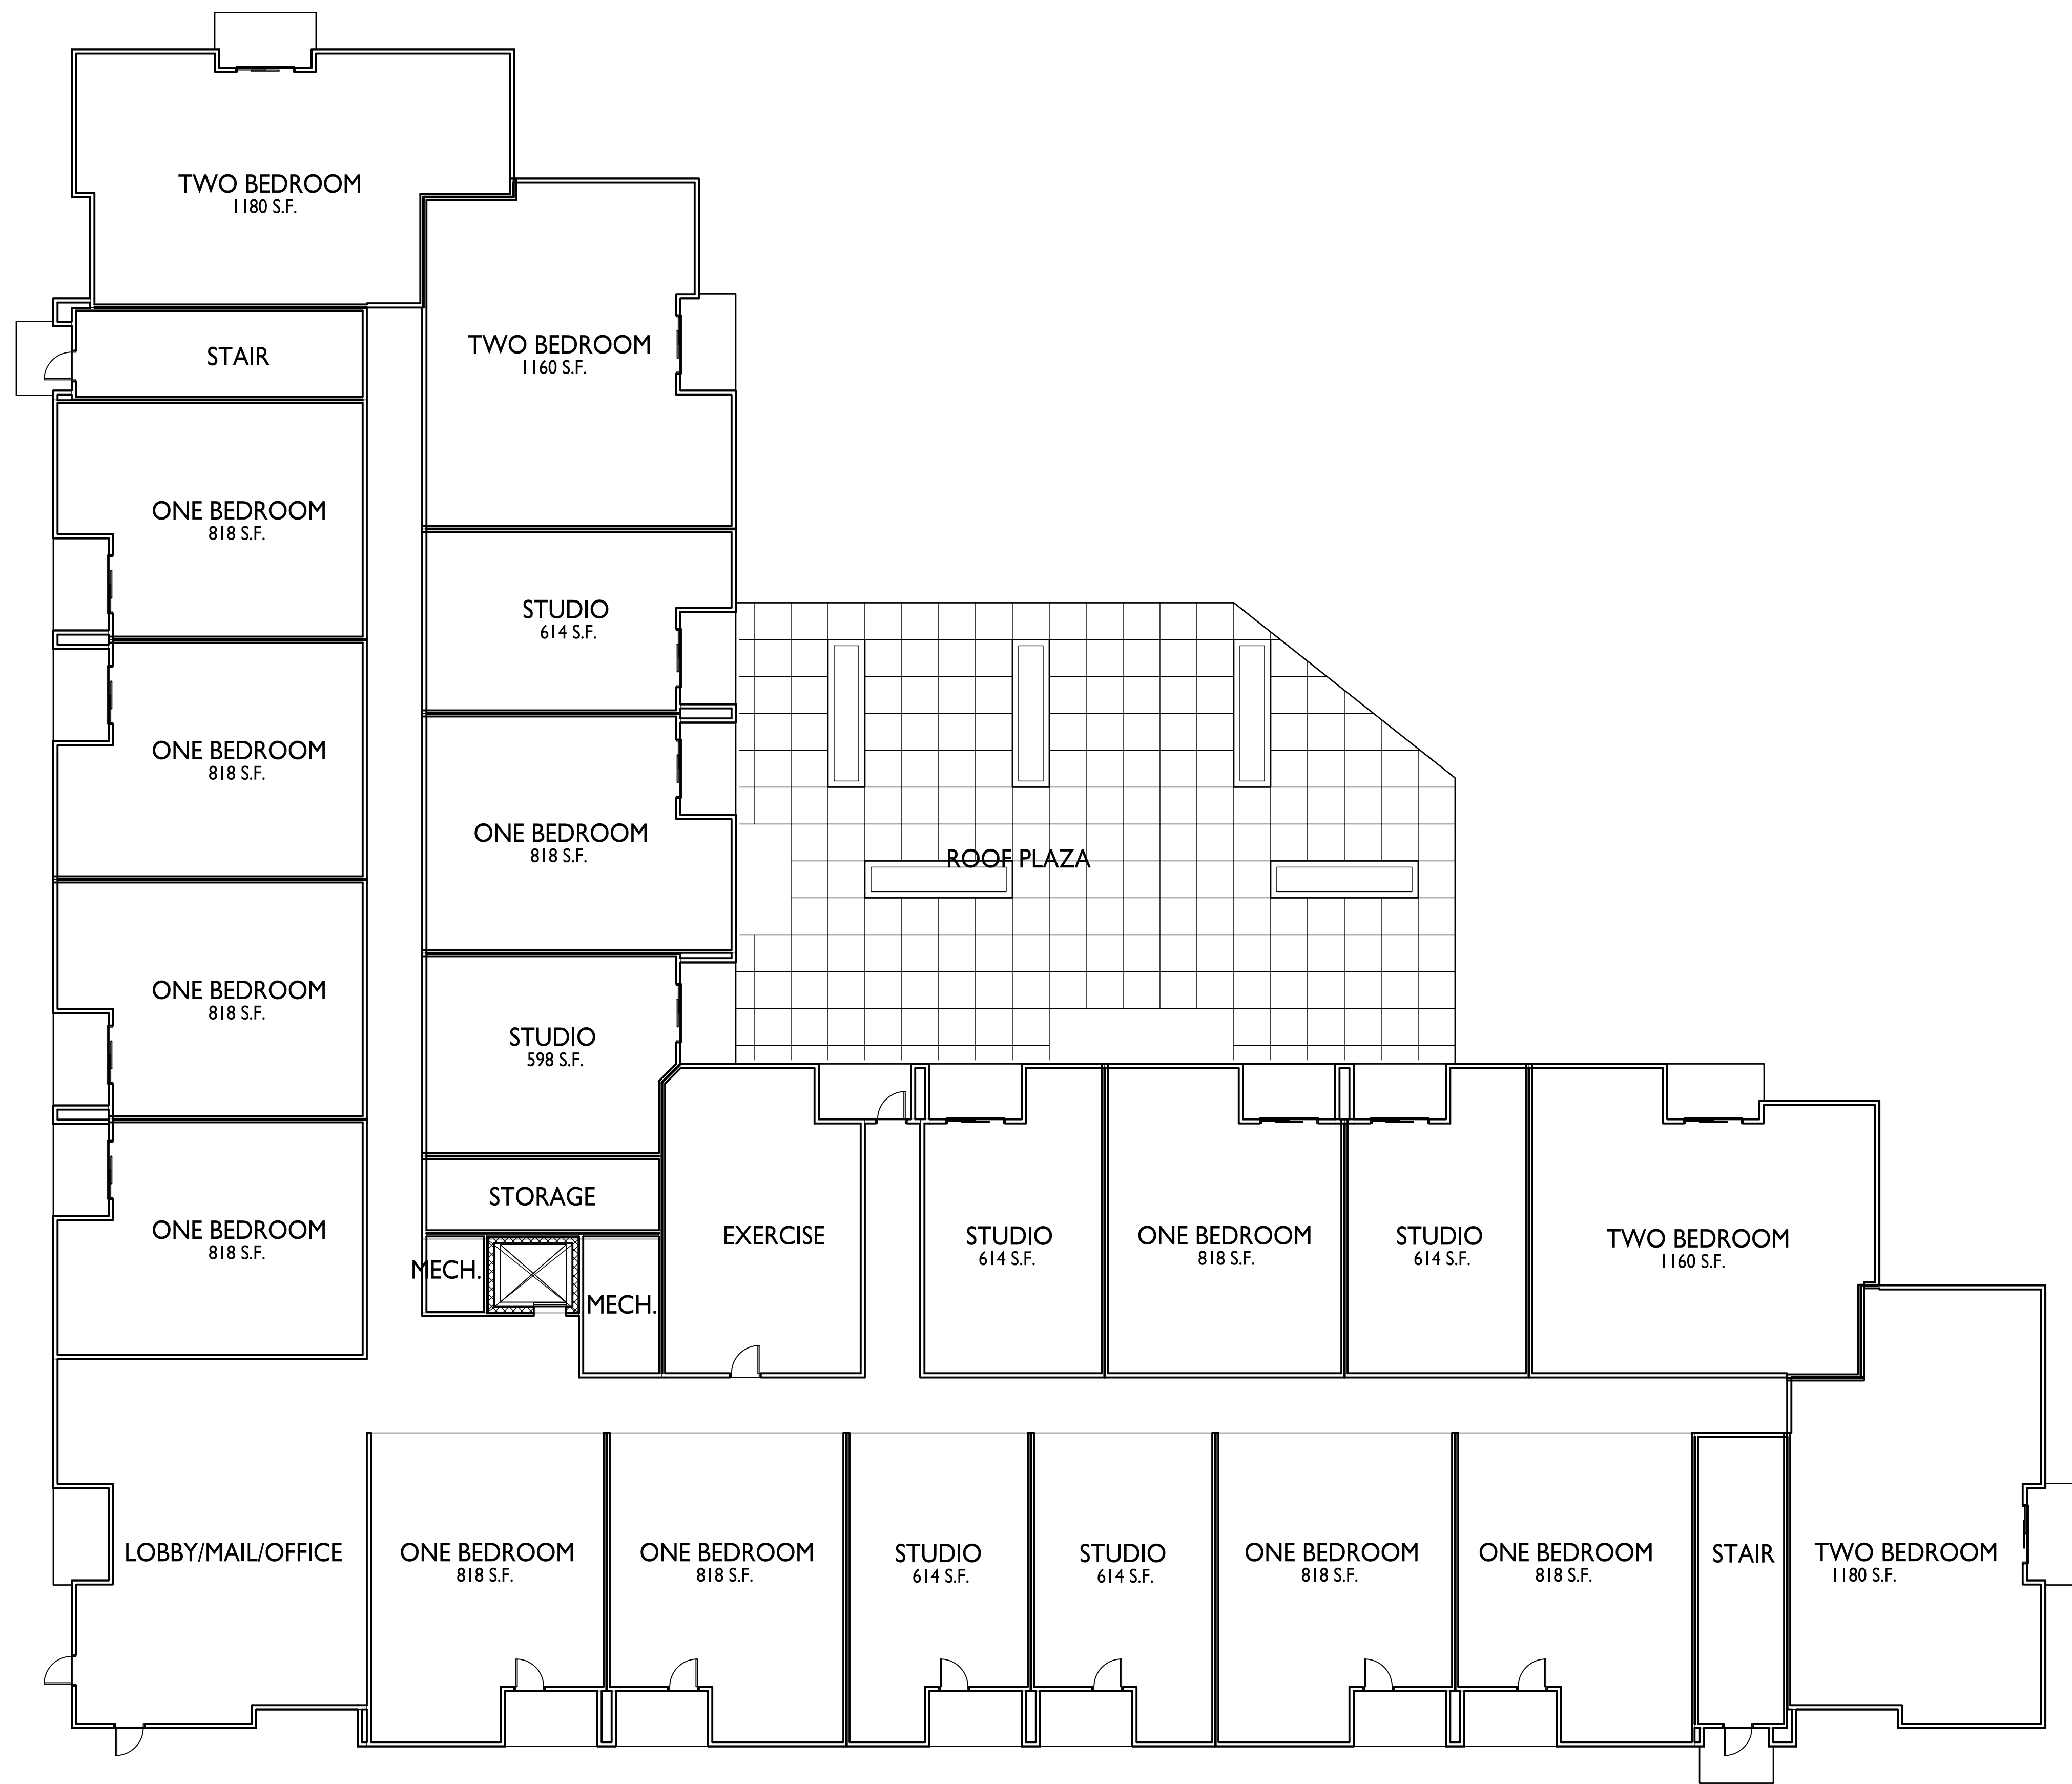 TWO BEDROOM
1180 S.F.
TWO BEDROOM
1160 S.F.
STAIR
ONE BEDROOM
818 S.F.
STUDIO
614 S.F.
ONE BEDROOM
818 S.F.
ONE BEDROOM
818 S.F.
ROOF PLAZA
ONE BEDROOM
818 S.F.
STUDIO
598 S.F.
STORAGE
ONE BEDROOM
818 S.F.
MECH.
MECH.
EXERCISE
STUDIO
614 S.F.
ONE BEDROOM
818 S.F.
STUDIO
614 S.F.
TWO BEDROOM
1160 S.F.
LOBBY/MAIL/OFFICE
ONE BEDROOM
818 S.F.
ONE BEDROOM
818 S.F.
STUDIO
614 S.F.
STUDIO
614 S.F.
ONE BEDROOM
818 S.F.
ONE BEDROOM
818 S.F.
STAIR
TWO BEDROOM
1180 S.F.